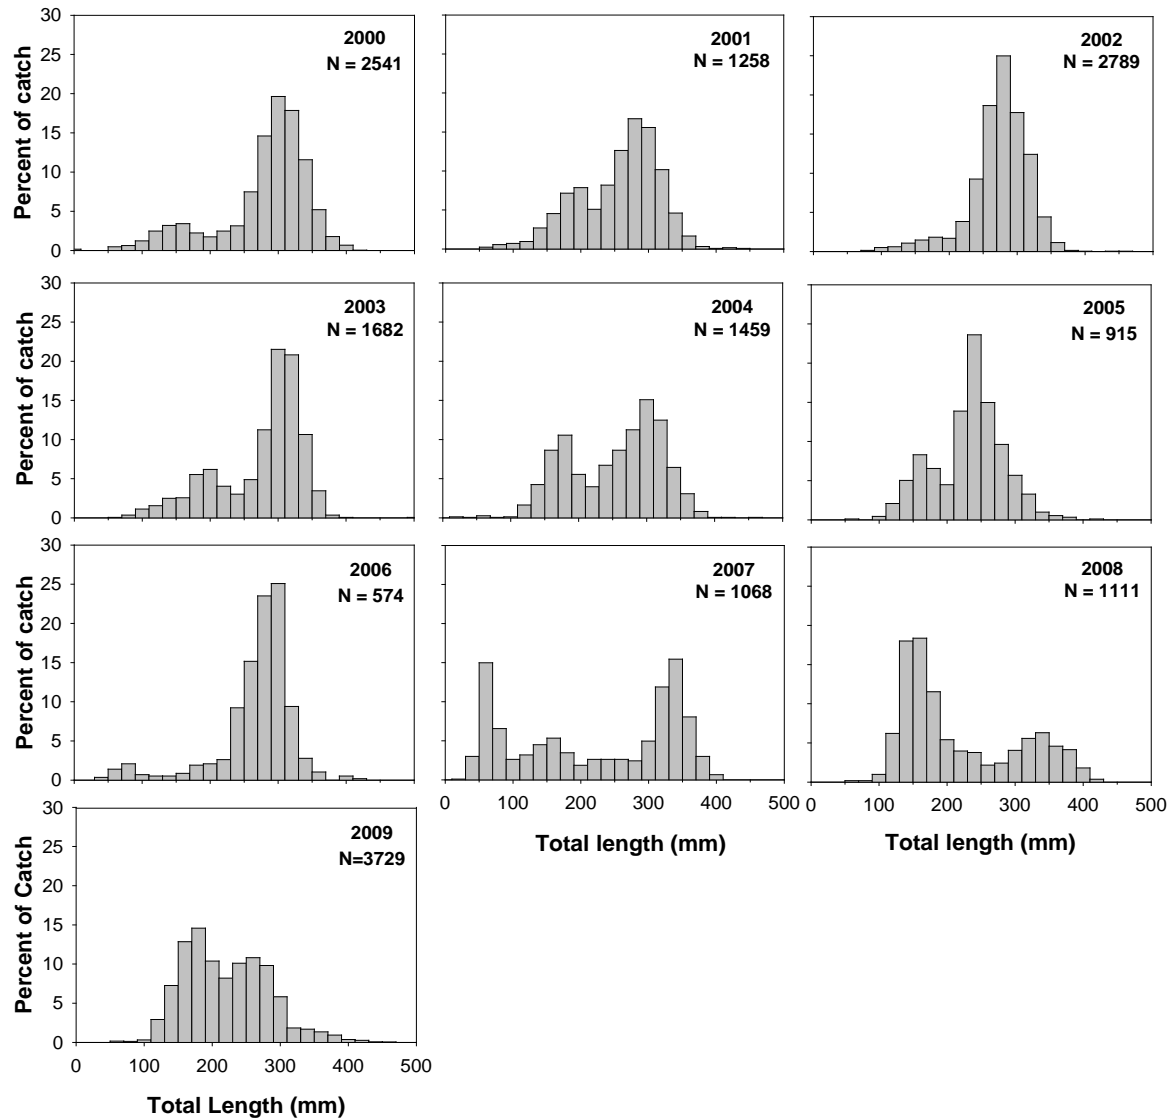 30
25
20
15
10
5
0
Percent of catch
2000
N = 2541
2001
N = 1258
2002
N = 2789
30
25
20
15
10
5
0
Percent of catch
2003
N = 1682
2004
N = 1459
2005
N = 915
30
25
20
15
10
5
0
Percent of catch
2006
N = 574
2007
N = 1068
0 100 200 300 400 500
Total length (mm)
2008
N = 1111
0 100 200 300 400 500
Total length (mm)
30
25
20
15
10
5
0
Percent of Catch
2009
N=3729
0 100 200 300 400 500
Total Length (mm)